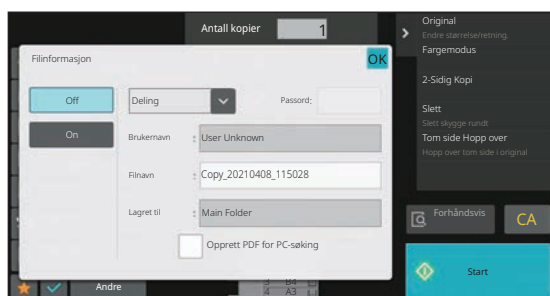 Antall kopier 1
Filinformasjon
OK
Off
On
Deling
Passord:
Brukernavn : User Unknown
Filnavn : Copy_20210408_115028
Lagret til : Main Folder
Opprett PDF for PC-søking
Andre
4 A3
Original
Endre størrelse/retning.
Fargemodus
2-Sidig Kopi
Slett
Slett skygge rundt
Tom side Hopp over
Hopp over tom side i original
Forhåndsvis
CA
Start